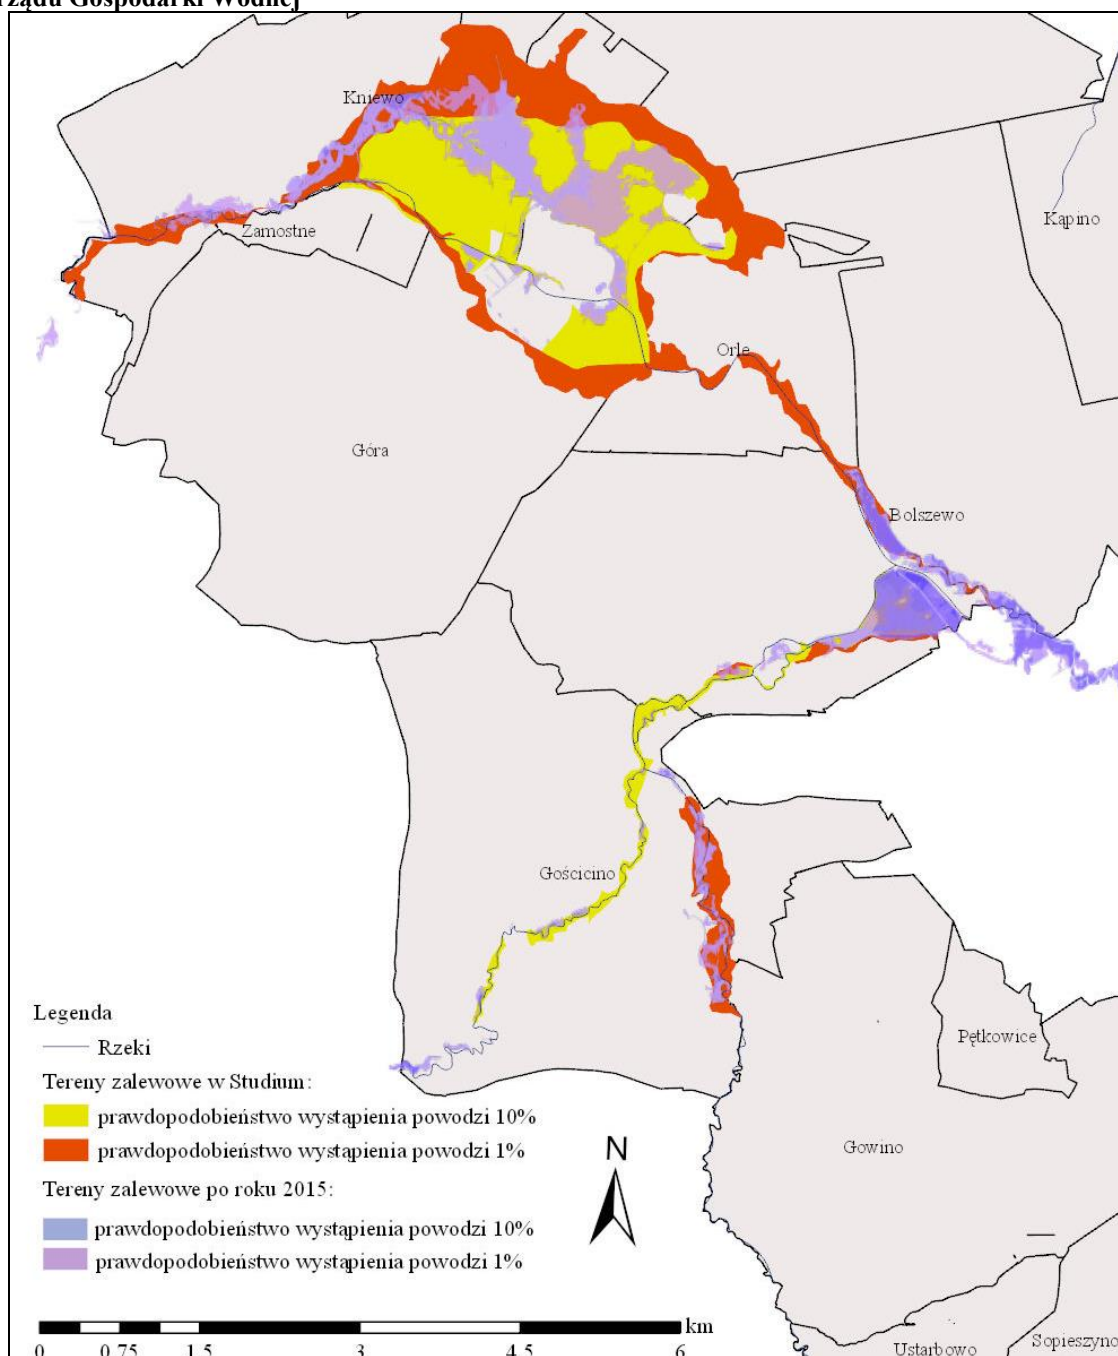 rządu Gospodarki Wodnej
Kniewo
Zamostne
Kąpino
Orle
Góra
Bolszewo
Gościcino
Pętkowice
Gowino
Ustarbowo
Sopieszyno
Legenda
Rzeki
Tereny zalewowe w Studium:
prawdopodobieństwo wystąpienia powodzi 10%
prawdopodobieństwo wystąpienia powodzi 1%
Tereny zalewowe po roku 2015:
prawdopodobieństwo wystąpienia powodzi 10%
prawdopodobieństwo wystąpienia powodzi 1%
N
km
0 0.75 1.5 3 4.5 6